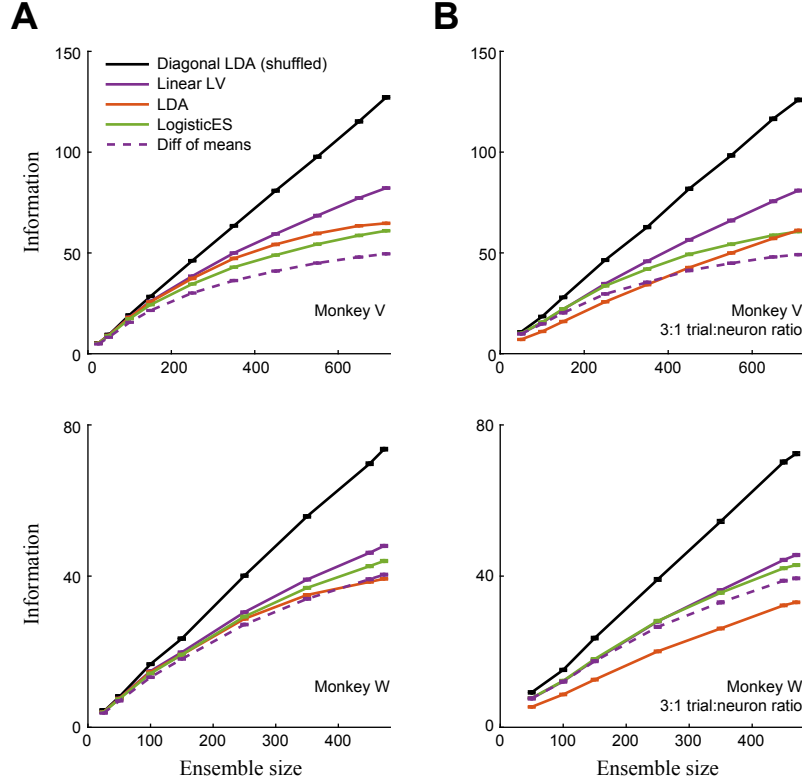 A
150
100
50
0
Information
Diagonal LDA (shuffled)
Linear LV
LDA
LogisticES
Diff of means
Monkey V
0
200
400
600
B
150
100
50
0
Monkey V
3:1 trial:neuron ratio
0
200
400
600
80
40
0
Information
Monkey W
0
100
200
300
400
Ensemble size
80
40
0
Monkey W
3:1 trial:neuron ratio
0
100
200
300
400
Ensemble size